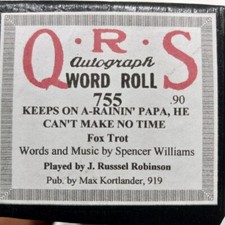 Q·R·S
Autograph
WORD ROLL
755 .90
KEEPS ON A-RAININ' PAPA, HE
CAN'T MAKE NO TIME
Fox Trot
Words and Music by Spencer Williams
Played by J. Russsel Robinson
Pub. by Max Kortlander, 919